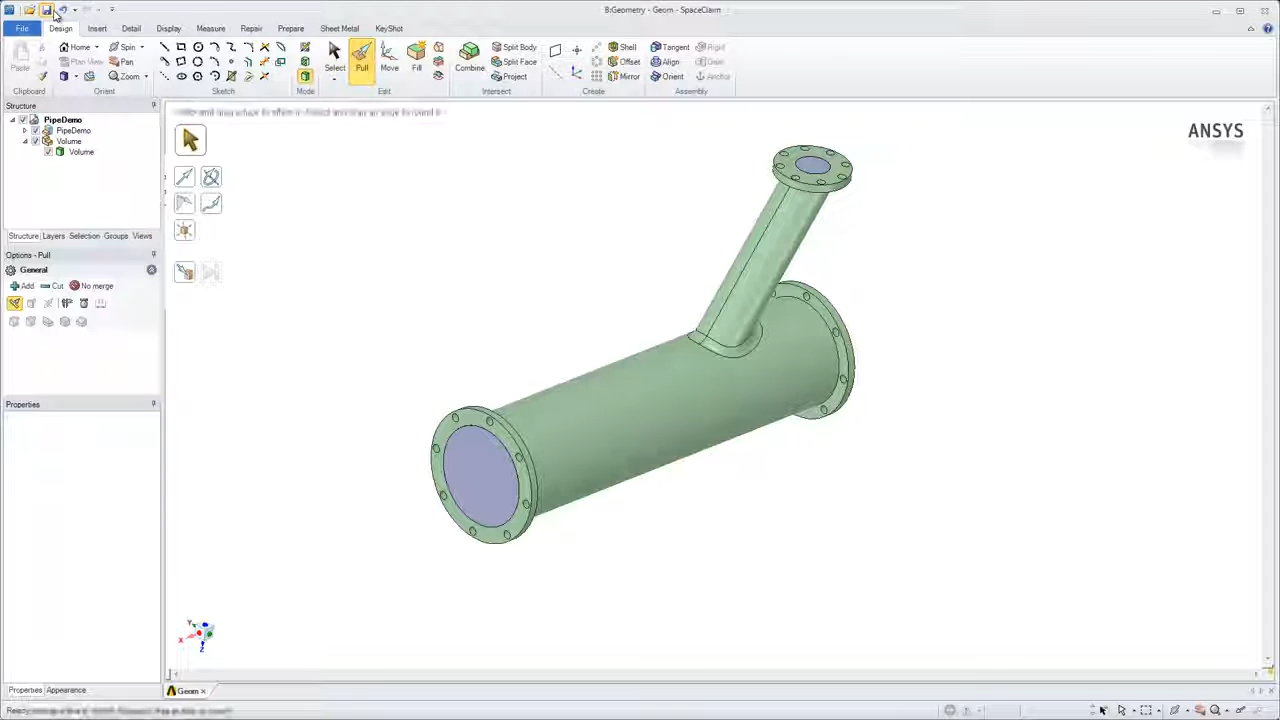 B:Geometry - Geom - SpaceClaim
File Design Insert Detail Display Measure Repair Prepare Sheet Metal KeyShot
Home Spin Shell Tangent Rigid
Split Body
Plan View Pan Offset Align Gear
Split Face
Paste Zoom Select Pull Move Fill Combine Project Mirror Orient Anchor
Clipboard Orient Sketch Mode Edit Intersect Create Assembly
Structure
PipeDemo
PipeDemo
Volume
Volume
ANSYS
Structure Layers Selection Groups Views
Options - Pull
General
Add Cut No merge
Properties
Y
X
Z
Properties Appearance
Geom